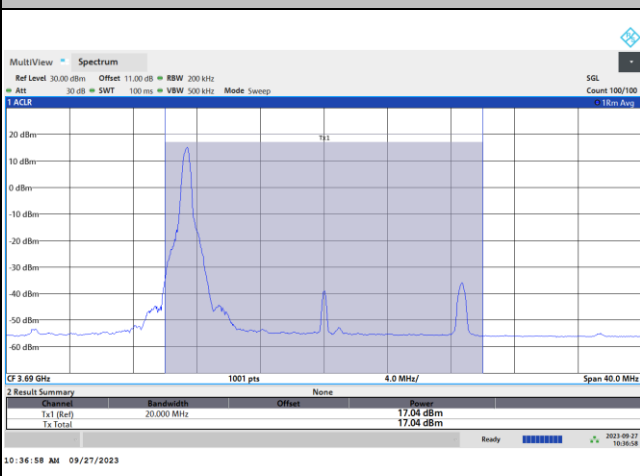 MultiView Spectrum
Ref Level 30.00 dBm Offset 11.00 dB RBW 200 kHz SGL
Att 30 dB SWT 100 ms VBW 500 kHz Mode Sweep Count 100/100
1 ACLR 1Rm Avg
Tx1
20 dBm
10 dBm
0 dBm
-10 dBm
-20 dBm
-30 dBm
-40 dBm
-50 dBm
-60 dBm
CF 3.69 GHz 1001 pts 4.0 MHz/ Span 40.0 MHz
2 Result Summary None
Channel Bandwidth Offset Power
Tx1 (Ref) 20.000 MHz 17.04 dBm
Tx Total 17.04 dBm
Ready 2023-09-27
10:36:58
10:36:58 AM 09/27/2023